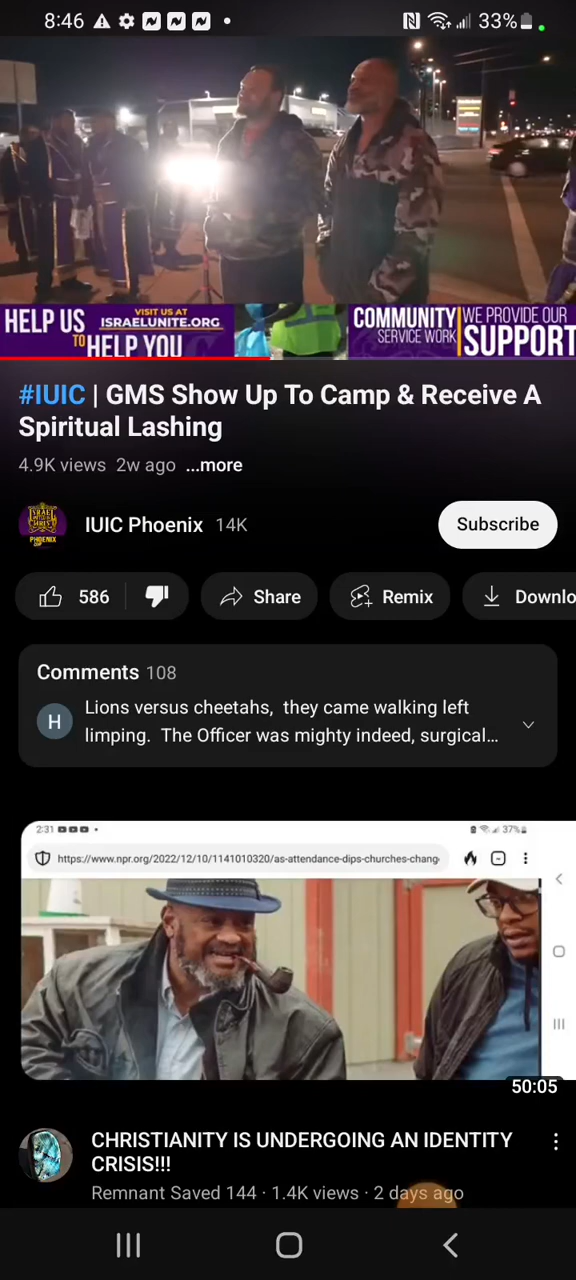 8:46 33%
HELP US
TO HELP YOU
VISIT US AT
ISRAELUNITE.ORG
COMMUNITY
SERVICE WORK
WE PROVIDE OUR
SUPPORT
#IUIC | GMS Show Up To Camp & Receive A
Spiritual Lashing
4.9K views 2w ago ...more
IUIC Phoenix 14K
Subscribe
586 Share Remix Downlo
Comments 108
H
Lions versus cheetahs, they came walking left
limping. The Officer was mighty indeed, surgical...
2:31 37%
https://www.npr.org/2022/12/10/1141010320/as-attendance-dips-churches-chang
50:05
CHRISTIANITY IS UNDERGOING AN IDENTITY
CRISIS!!!
Remnant Saved 144 · 1.4K views · 2 days ago